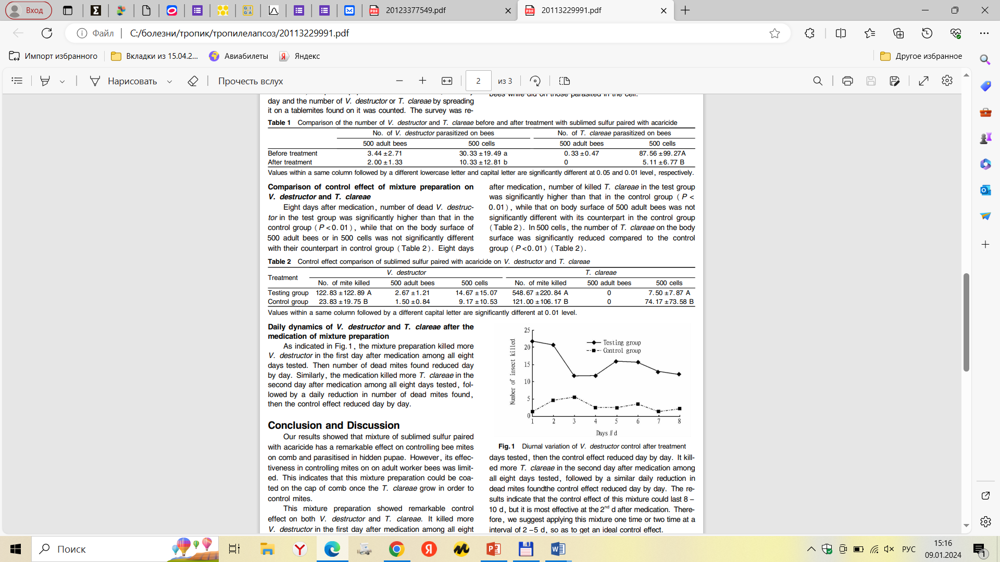 Вход
20123377549.pdf
20113229991.pdf
Файл
C:/болезни/тропик/тропилелапсоз/20113229991.pdf
Импорт избранного
Вкладки из 15.04.2...
Авиабилеты
Яндекс
Другое избранное
Нарисовать
Прочесть вслух
2
из 3
day and the number of V. destructor or T. clareae by spreading
it on a tablemites found on it was counted. The survey was re-
bees while did on those parasited in the cell.
Table 1 Comparison of the number of V. destructor and T. clareae before and after treatment with sublimed sulfur paired with acaricide
No. of V. destructor parasitized on bees No. of T. clareae parasitized on bees
500 adult bees 500 cells 500 adult bees 500 cells
Before treatment 3.44 ±2.71 30.33 ±19.49 a 0.33 ±0.47 87.56 ±99.27A
After treatment 2.00 ±1.33 10.33 ±12.81 b 0 5.11 ±6.77 B
Values within a same column followed by a different lowercase letter and capital letter are significantly different at 0.05 and 0.01 level, respectively.
Comparison of control effect of mixture preparation on
V. destructor and T. clareae
Eight days after medication, number of dead V. destruc-
tor in the test group was significantly higher than that in the
control group (P<0.01), while that on the body surface of
500 adult bees or in 500 cells was not significantly different
with their counterpart in control group (Table 2). Eight days
after medication, number of killed T. clareae in the test group
was significantly higher than that in the control group (P<
0.01), while that on body surface of 500 adult bees was not
significantly different with its counterpart in the control group
(Table 2). In 500 cells, the number of T. clareae on the body
surface was significantly reduced compared to the control
group (P<0.01) (Table 2).
Table 2 Control effect comparison of sublimed sulfur paired with acaricide on V. destructor and T. clareae
Treatment V. destructor T. clareae
No. of mite killed 500 adult bees 500 cells No. of mite killed 500 adult bees 500 cells
Testing group 122.83 ±122.89 A 2.67 ±1.21 14.67 ±15.07 548.67 ±220.84 A 0 7.50 ±7.87 A
Control group 23.83 ±19.75 B 1.50 ±0.84 9.17 ±10.53 121.00 ±106.17 B 0 74.17 ±73.58 B
Values within a same column followed by a different capital letter are significantly different at 0.01 level.
Daily dynamics of V. destructor and T. clareae after the
medication of mixture preparation
As indicated in Fig.1, the mixture preparation killed more
V. destructor in the first day after medication among all eight
days tested. Then number of dead mites found reduced day
by day. Similarly, the medication killed more T. clareae in the
second day after medication among all eight days tested, fol-
lowed by a daily reduction in number of dead mites found,
then the control effect reduced day by day.
Conclusion and Discussion
Our results showed that mixture of sublimed sulfur paired
with acaricide has a remarkable effect on controlling bee mites
on comb and parasitised in hidden pupae. However, its effec-
tiveness in controlling mites on on adult worker bees was limit-
ed. This indicates that this mixture preparation could be coa-
ted on the cap of comb once the T. clareae grow in order to
control mites.
This mixture preparation showed remarkable control
effect on both V. destructor and T. clareae. It killed more
V. destructor in the first day after medication among all eight
Number of insect killed
25
20
15
10
5
0
Testing group
Control group
1 2 3 4 5 6 7 8
Days∥d
Fig.1 Diurnal variation of V. destructor control after treatment
days tested, then the control effect reduced day by day. It kill-
ed more T. clareae in the second day after medication among
all eight days tested, followed by a similar daily reduction in
dead mites foundthe control effect reduced day by day. The re-
sults indicate that the control effect of this mixture could last 8 –
10 d, but it is most effective at the 2nd d after medication. There-
fore, we suggest applying this mixture one time or two time at a
interval of 2 –5 d, so as to get an ideal control effect.
Поиск
РУС
15:16
09.01.2024
1